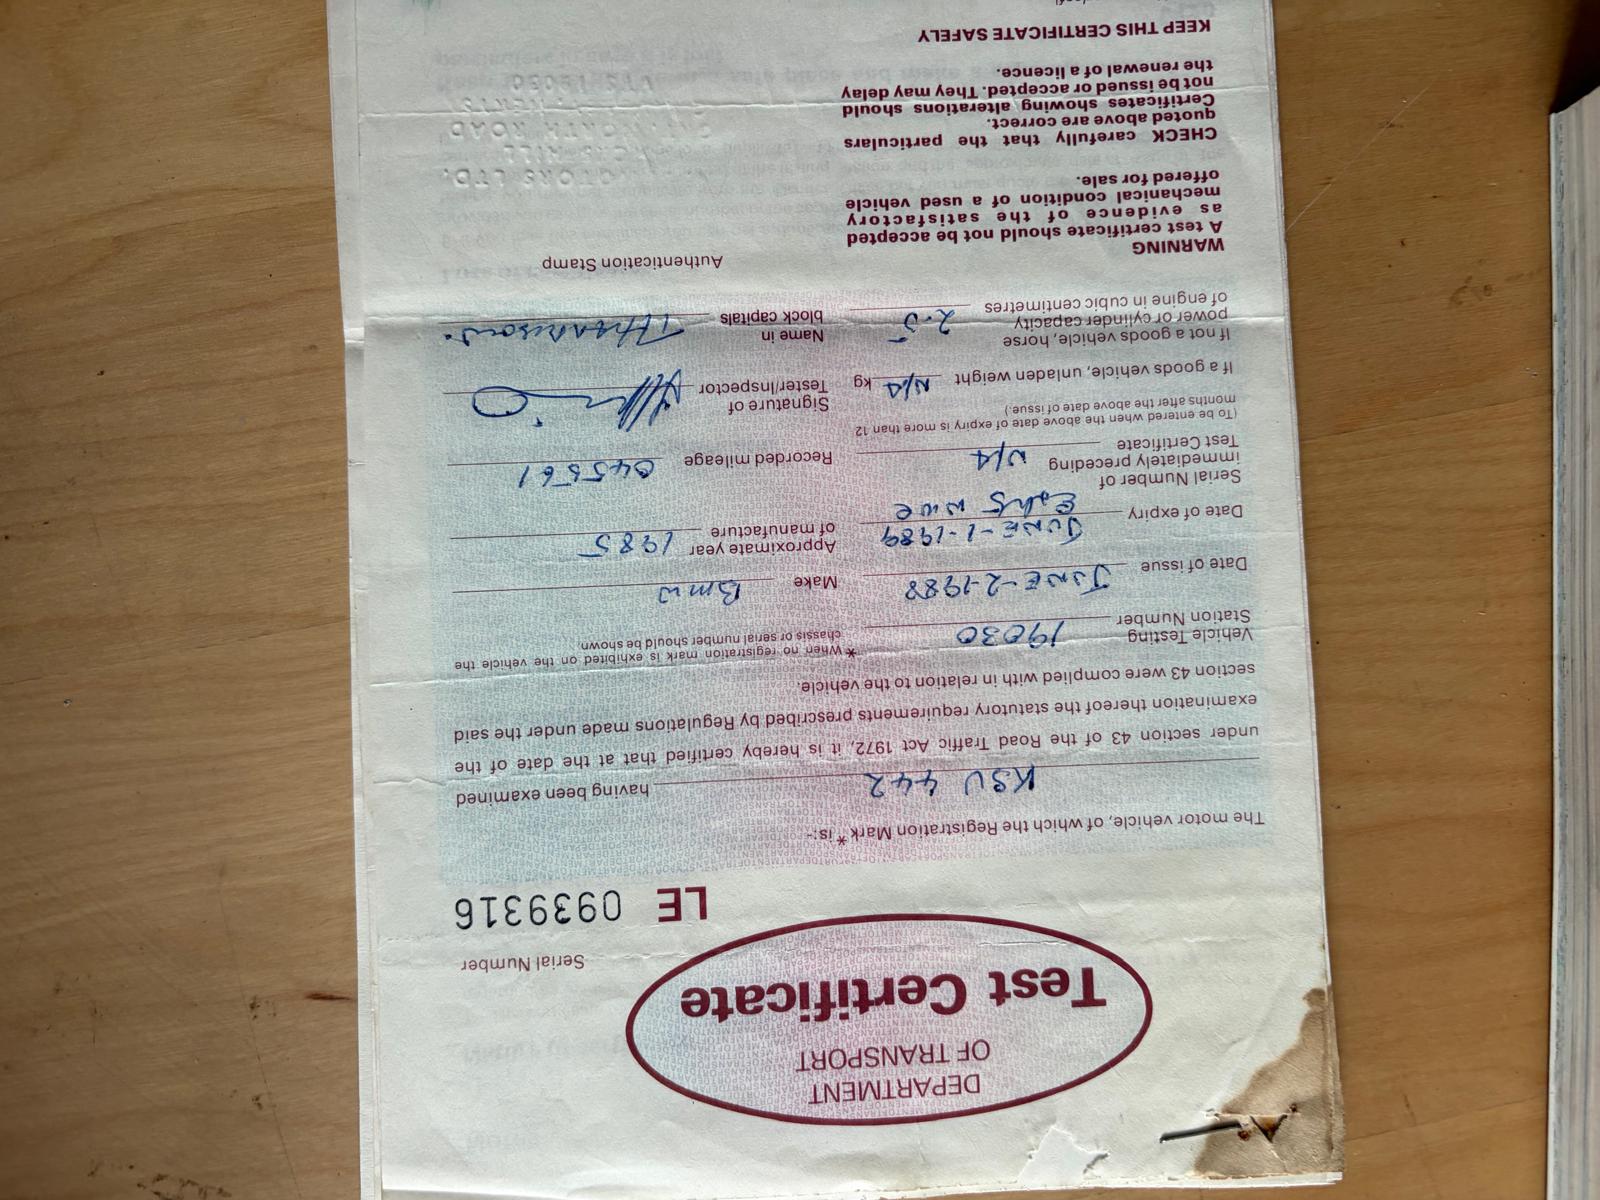 DEPARTMENT
OF TRANSPORT
Test Certificate
Serial Number
LE 0939316
The motor vehicle, of which the Registration Mark * is:-
KSU 442 having been examined
under section 43 of the Road Traffic Act 1972, it is hereby certified that at the date of the
examination thereof the statutory requirements prescribed by Regulations made under the said
section 43 were complied with in relation to the vehicle.
Vehicle Testing
Station Number 19030
* When no registration mark is exhibited on the vehicle the
chassis or serial number should be shown.
Date of issue JUNE-2-1988
Make BMW
Date of expiry JUNE-1-1989
Approximate year
of manufacture 1985
Serial Number of
immediately preceding
Test Certificate N/A
(To be entered when the above date of expiry is more than 12
months after the above date of issue.)
Recorded mileage 045561
If a goods vehicle, unladen weight N/A kg
Signature of
Tester/Inspector
If not a goods vehicle, horse
power or cylinder capacity
of engine in cubic centimetres 2.5
Name in
block capitals
Authentication Stamp
WARNING
A test certificate should not be accepted
as evidence of the satisfactory
mechanical condition of a used vehicle
offered for sale.
CHECK carefully that the particulars
quoted above are correct.
Certificates showing alterations should
not be issued or accepted. They may delay
the renewal of a licence.
KEEP THIS CERTIFICATE SAFELY
MOTORS LTD.
NORTH ROAD
HERTS